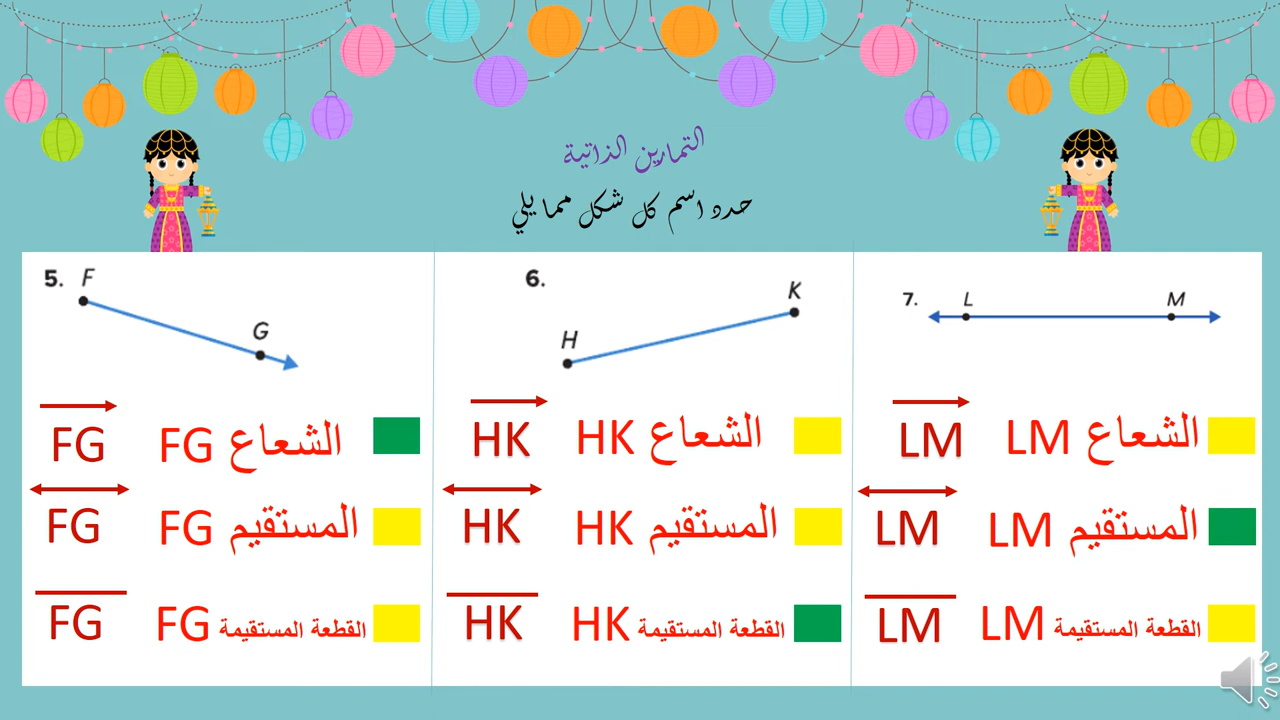 التمارين الذاتية
حدد اسم كل شكل مما يلي
5.
F
G
الشعاع FG
FG
المستقيم FG
FG
القطعة المستقيمة FG
FG
6.
K
H
الشعاع HK
HK
المستقيم HK
HK
القطعة المستقيمة HK
HK
7.
L
M
الشعاع LM
LM
المستقيم LM
LM
القطعة المستقيمة LM
LM